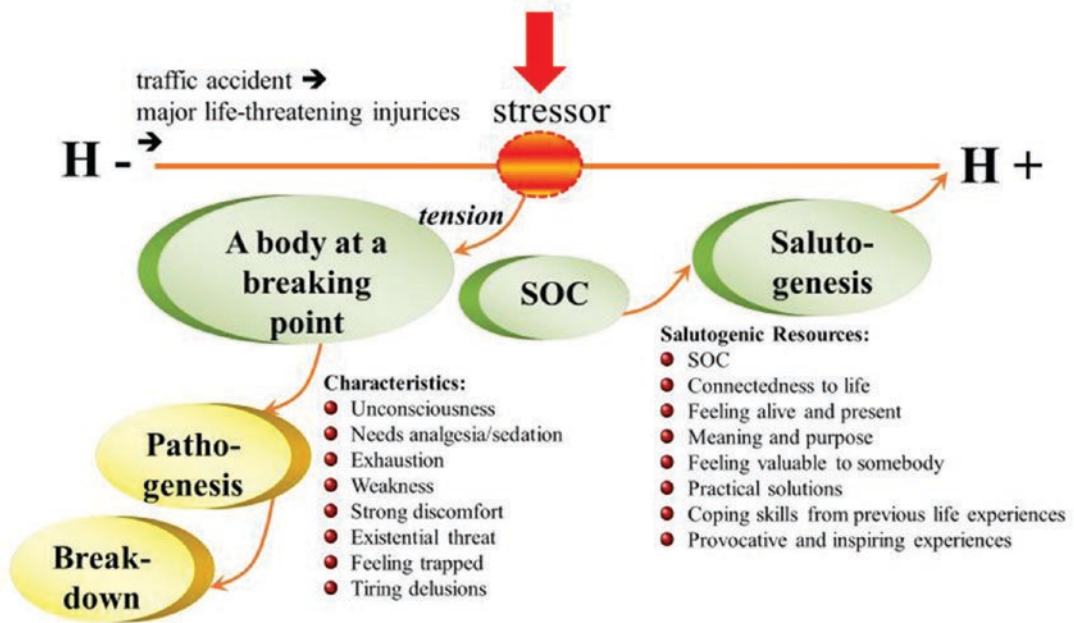 traffic accident ➔
major life-threatening injurices
➔
stressor
H -
H +
tension
A body at a
breaking
point
SOC
Saluto-
genesis
Patho-
genesis
Break-
down
Characteristics:
Unconsciousness
Needs analgesia/sedation
Exhaustion
Weakness
Strong discomfort
Existential threat
Feeling trapped
Tiring delusions
Salutogenic Resources:
SOC
Connectedness to life
Feeling alive and present
Meaning and purpose
Feeling valuable to somebody
Practical solutions
Coping skills from previous life experiences
Provocative and inspiring experiences